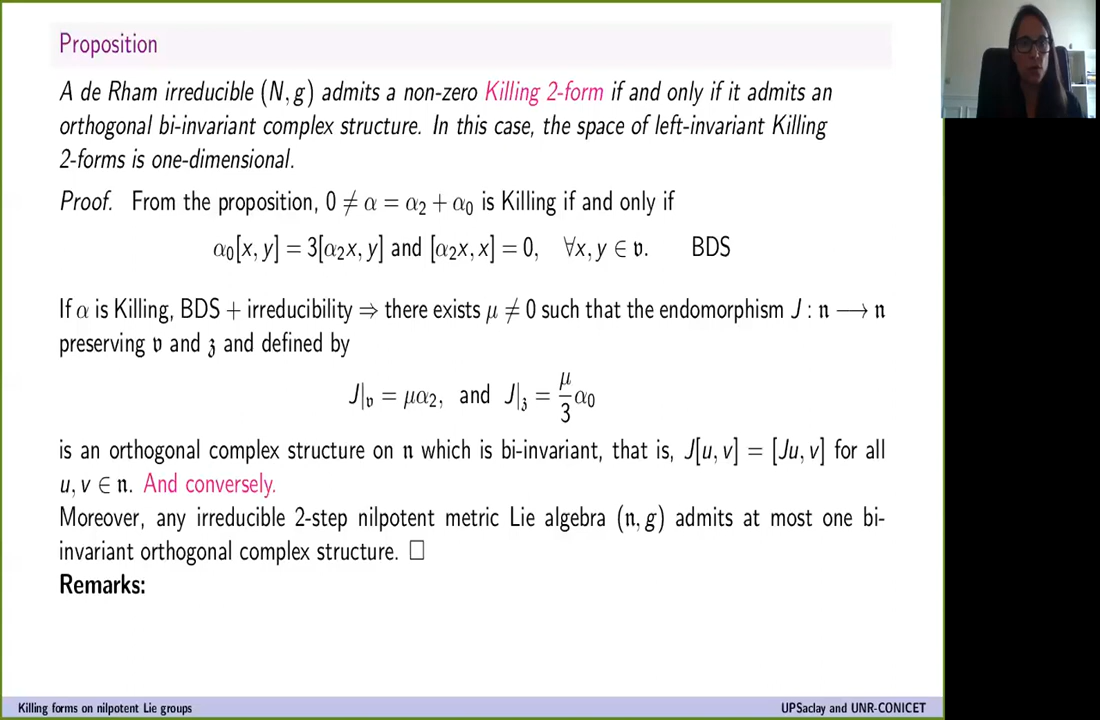 Proposition
A de Rham irreducible (N, g) admits a non-zero Killing 2-form if and only if it admits an
orthogonal bi-invariant complex structure. In this case, the space of left-invariant Killing
2-forms is one-dimensional.
Proof. From the proposition, 0 ≠ α = α₂ + α₀ is Killing if and only if
α₀[x, y] = 3[α₂x, y] and [α₂x, x] = 0, ∀x, y ∈ 𝔳. BDS
If α is Killing, BDS + irreducibility ⇒ there exists μ ≠ 0 such that the endomorphism J : 𝔫 ⟶ 𝔫
preserving 𝔳 and 𝔷 and defined by
J|𝔳 = μα₂, and J|𝔷 = μ/3 α₀
is an orthogonal complex structure on 𝔫 which is bi-invariant, that is, J[u, v] = [Ju, v] for all
u, v ∈ 𝔫. And conversely.
Moreover, any irreducible 2-step nilpotent metric Lie algebra (𝔫, g) admits at most one bi-
invariant orthogonal complex structure. □
Remarks:
Killing forms on nilpotent Lie groups
UPSaclay and UNR-CONICET